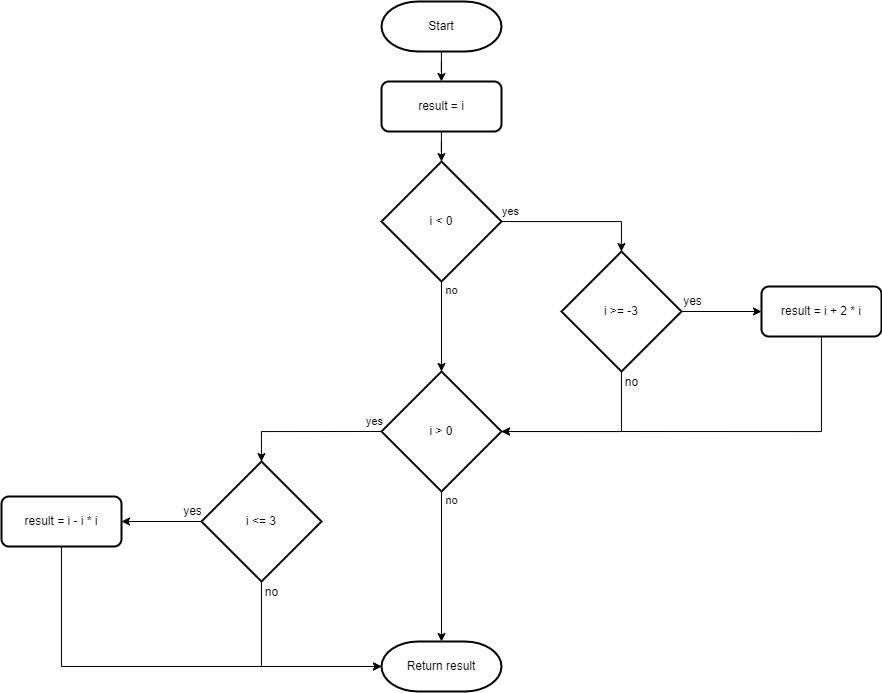 Start
result = i
i < 0
yes
no
i >= -3
yes
no
result = i + 2 * i
i > 0
yes
no
i <= 3
yes
no
result = i - i * i
Return result